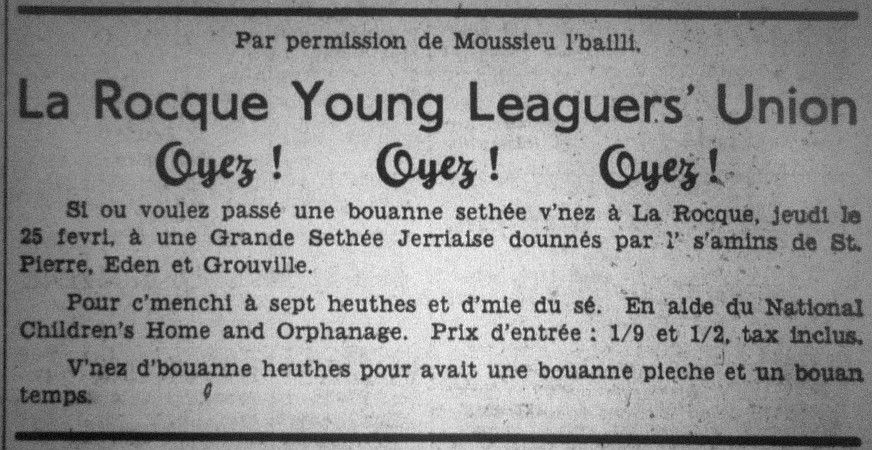 Par permission de Moussieu l'bailli.
La Rocque Young Leaguers' Union
Oyez ! Oyez ! Oyez !
Si ou voulez passé une bouanne sethée v'nez à La Rocque, jeudi le
25 fevri, à une Grande Sethée Jerriaise dounnés par l' s'amins de St.
Pierre, Eden et Grouville.
Pour c'menchi à sept heuthes et d'mie du sé. En aide du National
Children's Home and Orphanage. Prix d'entrée : 1/9 et 1/2, tax inclus.
V'nez d'bouanne heuthes pour avait une bouanne pieche et un bouan
temps.